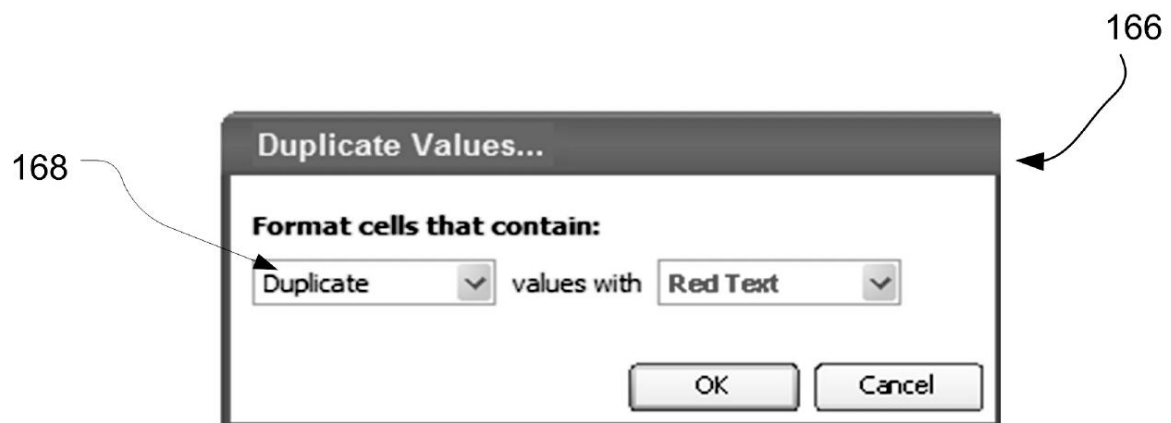 166
Duplicate Values...
168
Format cells that contain:
Duplicate values with Red Text
OK Cancel